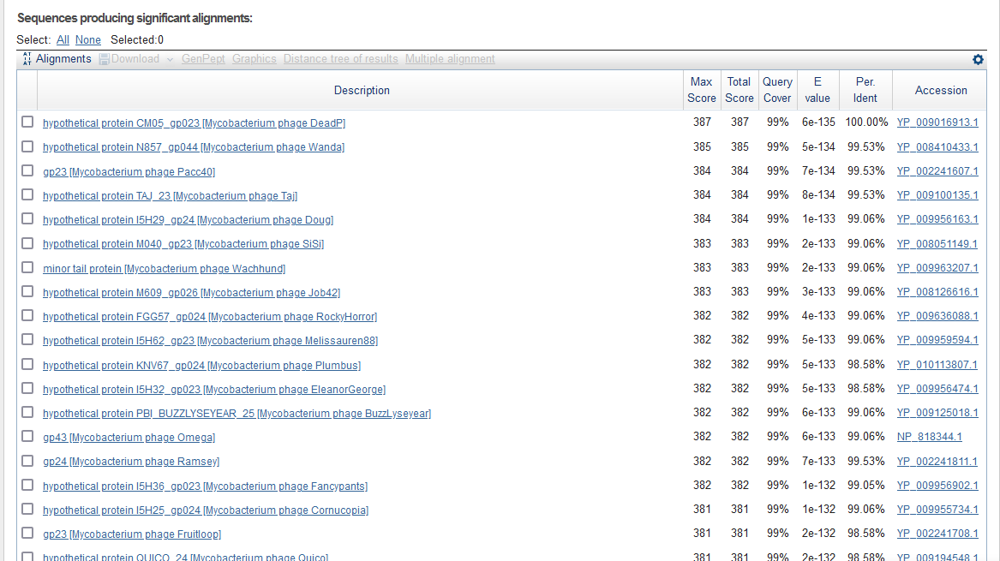 Sequences producing significant alignments:
Select: All None Selected:0
Alignments Download GenPept Graphics Distance tree of results Multiple alignment
Description Max Score Total Score Query Cover E value Per. Ident Accession
hypothetical protein CM05_gp023 [Mycobacterium phage DeadP] 387 387 99% 6e-135 100.00% YP_009016913.1
hypothetical protein N857_gp044 [Mycobacterium phage Wanda] 385 385 99% 5e-134 99.53% YP_008410433.1
gp23 [Mycobacterium phage Pacc40] 384 384 99% 7e-134 99.53% YP_002241607.1
hypothetical protein TAJ_23 [Mycobacterium phage Taj] 384 384 99% 8e-134 99.53% YP_009100135.1
hypothetical protein I5H29_gp24 [Mycobacterium phage Doug] 384 384 99% 1e-133 99.06% YP_009956163.1
hypothetical protein M040_gp23 [Mycobacterium phage SiSi] 383 383 99% 2e-133 99.06% YP_008051149.1
minor tail protein [Mycobacterium phage Wachhund] 383 383 99% 2e-133 99.06% YP_009963207.1
hypothetical protein M609_gp026 [Mycobacterium phage Job42] 383 383 99% 3e-133 99.06% YP_008126616.1
hypothetical protein FGG57_gp024 [Mycobacterium phage RockyHorror] 382 382 99% 4e-133 99.06% YP_009636088.1
hypothetical protein I5H62_gp23 [Mycobacterium phage Melissauren88] 382 382 99% 5e-133 99.06% YP_009959594.1
hypothetical protein KNV67_gp024 [Mycobacterium phage Plumbus] 382 382 99% 5e-133 98.58% YP_010113807.1
hypothetical protein I5H32_gp023 [Mycobacterium phage EleanorGeorge] 382 382 99% 5e-133 98.58% YP_009956474.1
hypothetical protein PBI_BUZZLYSEYEAR_25 [Mycobacterium phage BuzzLyseyear] 382 382 99% 6e-133 99.06% YP_009125018.1
gp43 [Mycobacterium phage Omega] 382 382 99% 6e-133 99.06% NP_818344.1
gp24 [Mycobacterium phage Ramsey] 382 382 99% 7e-133 99.53% YP_002241811.1
hypothetical protein I5H36_gp023 [Mycobacterium phage Fancypants] 382 382 99% 1e-132 99.05% YP_009956902.1
hypothetical protein I5H25_gp024 [Mycobacterium phage Cornucopia] 381 381 99% 1e-132 99.06% YP_009955734.1
gp23 [Mycobacterium phage Fruitloop] 381 381 99% 2e-132 98.58% YP_002241708.1
hypothetical protein QUICO_24 [Mycobacterium phage Quico] 381 381 99% 2e-132 98.58% YP_009194548.1